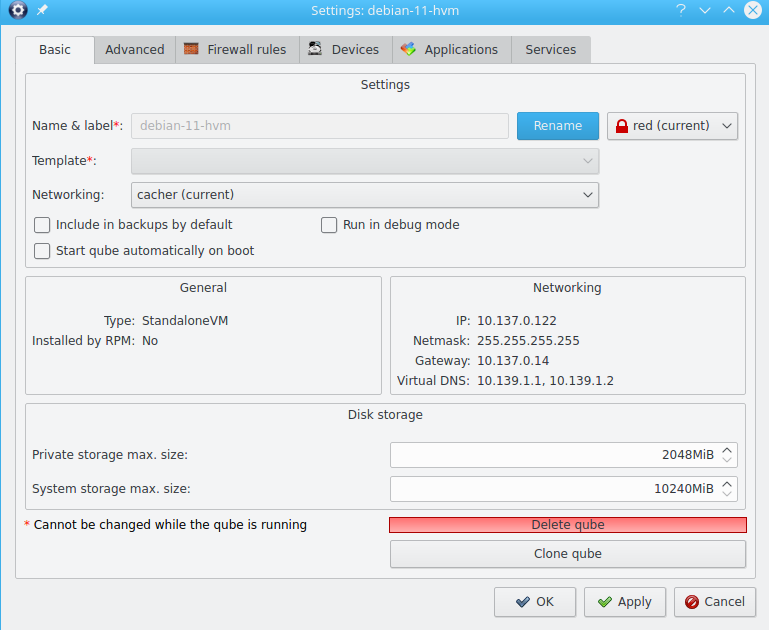 Settings: debian-11-hvm
Basic Advanced Firewall rules Devices Applications Services
Settings
Name & label*: debian-11-hvm Rename red (current)
Template*:
Networking: cacher (current)
Include in backups by default Run in debug mode
Start qube automatically on boot
General
Type: StandaloneVM
Installed by RPM: No
Networking
IP: 10.137.0.122
Netmask: 255.255.255.255
Gateway: 10.137.0.14
Virtual DNS: 10.139.1.1, 10.139.1.2
Disk storage
Private storage max. size: 2048MiB
System storage max. size: 10240MiB
* Cannot be changed while the qube is running Delete qube
Clone qube
OK Apply Cancel